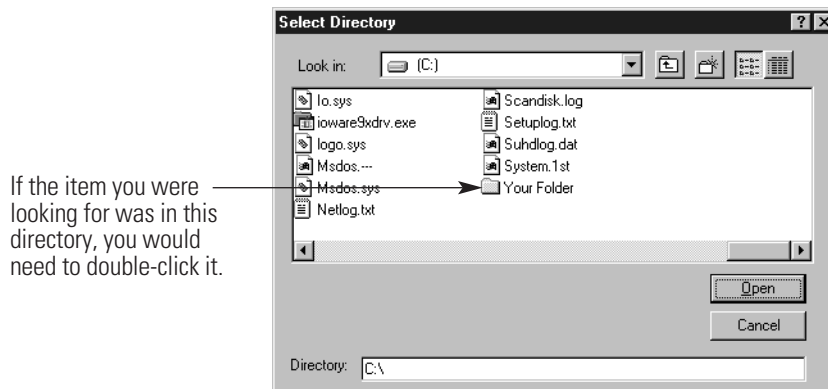 Select Directory
Look in: (C:)
Io.sys
ioware9xdrv.exe
logo.sys
Msdos.---
Msdos.sys
Netlog.txt
Scandisk.log
Setuplog.txt
Suhdlog.dat
System.1st
Your Folder
If the item you were
looking for was in this
directory, you would
need to double-click it.
Open
Cancel
Directory: C:\